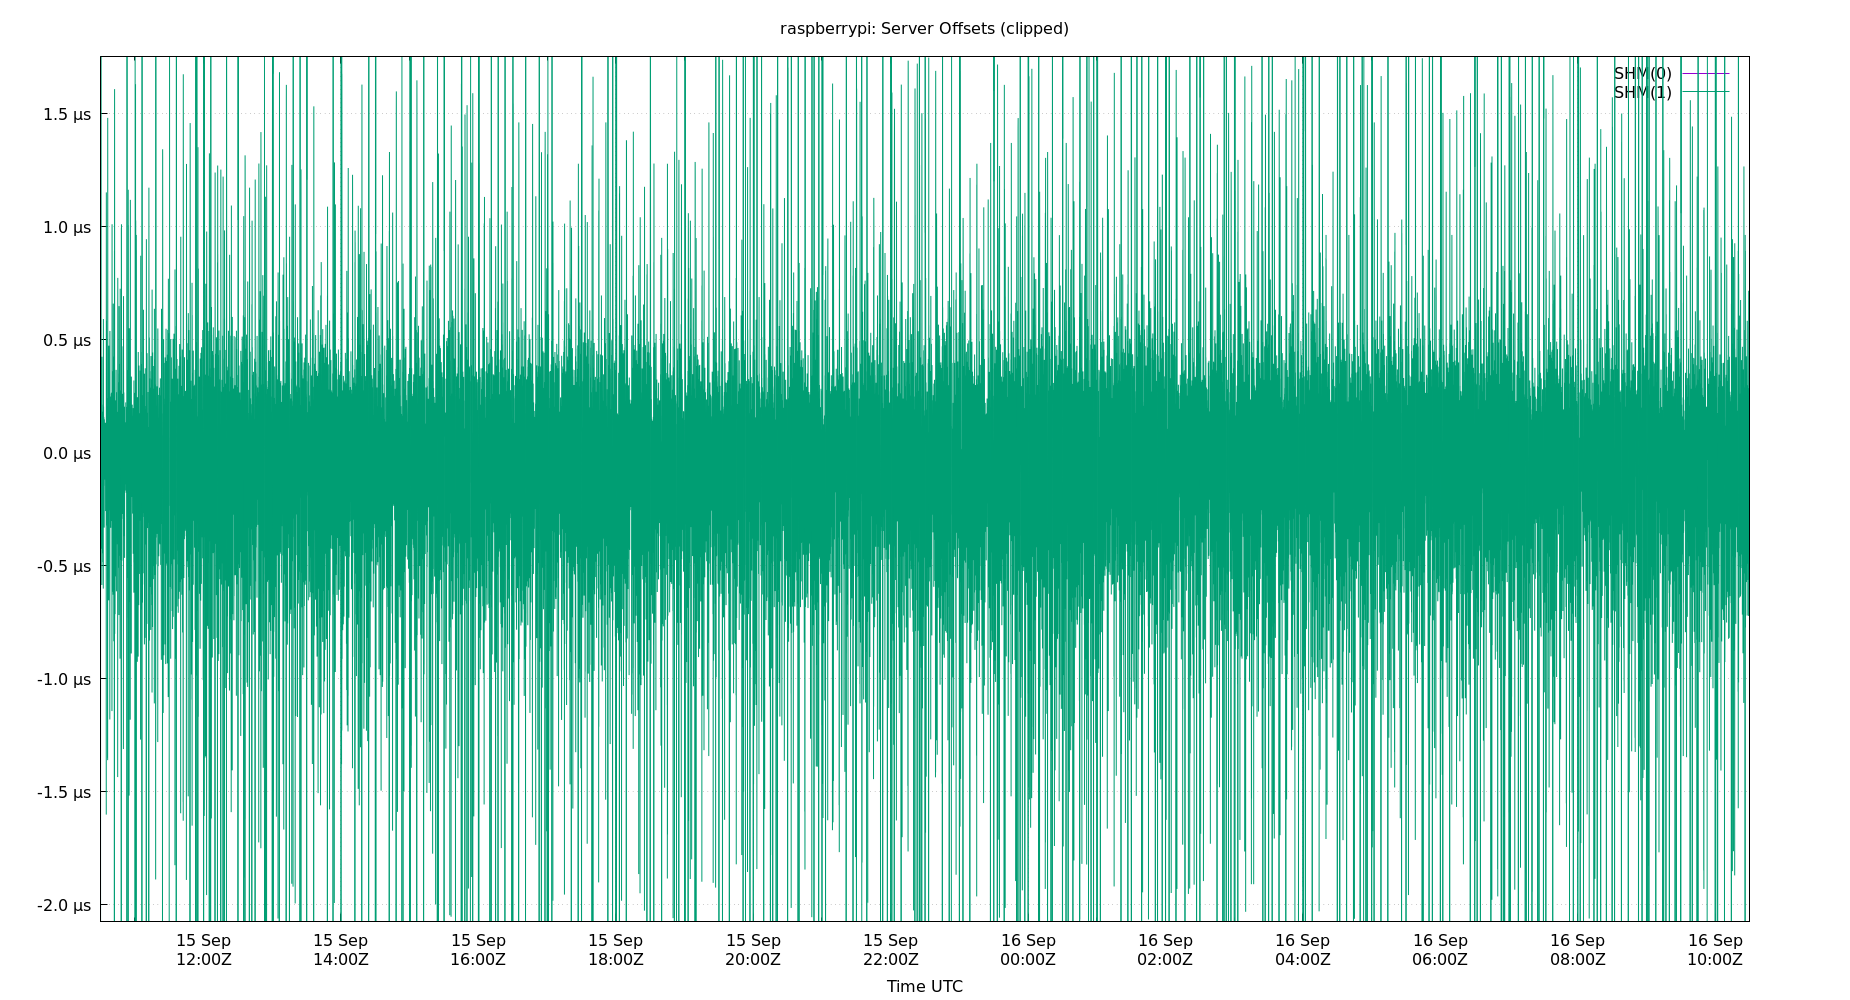 raspberrypi: Server Offsets (clipped)
SHM(0)
SHM(1)
1.5 µs
1.0 µs
0.5 µs
0.0 µs
-0.5 µs
-1.0 µs
-1.5 µs
-2.0 µs
15 Sep 15 Sep 15 Sep 15 Sep 15 Sep 15 Sep 16 Sep 16 Sep 16 Sep 16 Sep 16 Sep 16 Sep
12:00Z 14:00Z 16:00Z 18:00Z 20:00Z 22:00Z 00:00Z 02:00Z 04:00Z 06:00Z 08:00Z 10:00Z
Time UTC